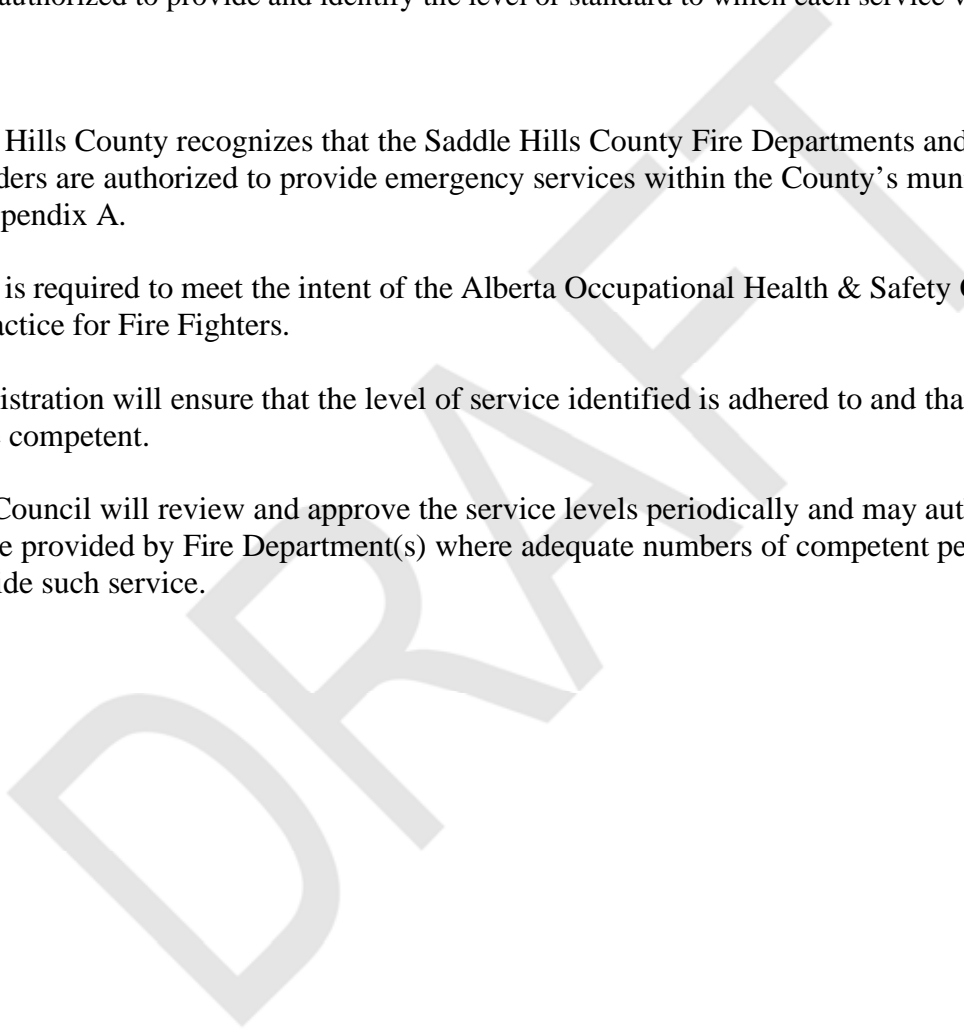 authorized to provide and identify the level or standard to which each service
Hills County recognizes that the Saddle Hills County Fire Departments and
ders are authorized to provide emergency services within the County's mun
pendix A.
is required to meet the intent of the Alberta Occupational Health & Safety
actice for Fire Fighters.
istration will ensure that the level of service identified is adhered to and tha
competent.
Council will review and approve the service levels periodically and may aut
e provided by Fire Department(s) where adequate numbers of competent pe
ide such service.
DRAFT